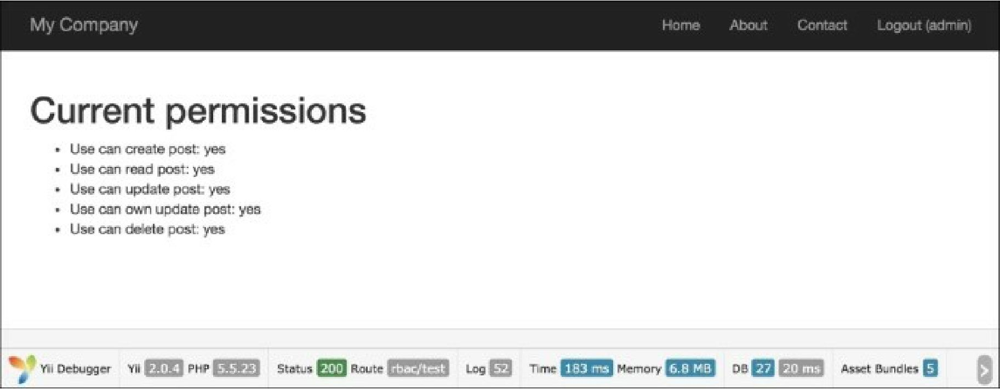 My Company Home About Contact Logout (admin)
Current permissions
• Use can create post: yes
• Use can read post: yes
• Use can update post: yes
• Use can own update post: yes
• Use can delete post: yes
Yii Debugger Yii 2.0.4 PHP 5.5.23 Status 200 Route rbac/test Log 52 Time 183 ms Memory 6.8 MB DB 27 20 ms Asset Bundles 5 >